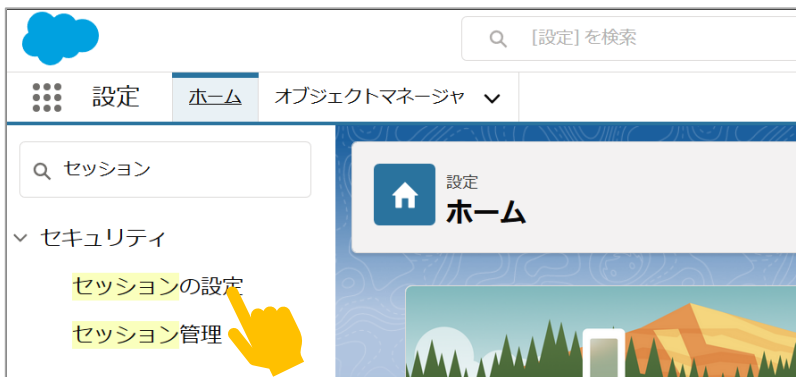 [設定] を検索
設定
ホーム
オブジェクトマネージャ
セッション
設定
ホーム
セキュリティ
セッションの設定
セッション管理